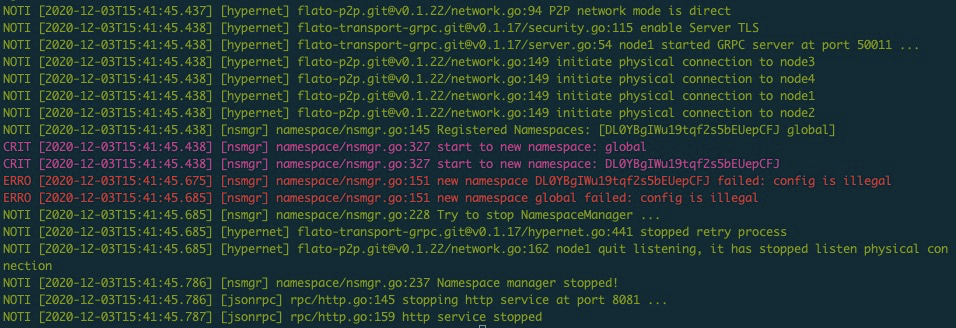 NOTI [2020-12-03T15:41:45.437] [hypernet] flato-p2p.git@v0.1.22/network.go:94 P2P network mode is direct
NOTI [2020-12-03T15:41:45.438] [hypernet] flato-transport-grpc.git@v0.1.17/security.go:115 enable Server TLS
NOTI [2020-12-03T15:41:45.438] [hypernet] flato-transport-grpc.git@v0.1.17/server.go:54 node1 started GRPC server at port 50011 ...
NOTI [2020-12-03T15:41:45.438] [hypernet] flato-p2p.git@v0.1.22/network.go:149 initiate physical connection to node3
NOTI [2020-12-03T15:41:45.438] [hypernet] flato-p2p.git@v0.1.22/network.go:149 initiate physical connection to node4
NOTI [2020-12-03T15:41:45.438] [hypernet] flato-p2p.git@v0.1.22/network.go:149 initiate physical connection to node1
NOTI [2020-12-03T15:41:45.438] [hypernet] flato-p2p.git@v0.1.22/network.go:149 initiate physical connection to node2
NOTI [2020-12-03T15:41:45.438] [nsmgr] namespace/nsmgr.go:145 Registered Namespaces: [DL0YBgIWu19tqf2s5bEUepCFJ global]
CRIT [2020-12-03T15:41:45.438] [nsmgr] namespace/nsmgr.go:327 start to new namespace: global
CRIT [2020-12-03T15:41:45.438] [nsmgr] namespace/nsmgr.go:327 start to new namespace: DL0YBgIWu19tqf2s5bEUepCFJ
ERRO [2020-12-03T15:41:45.675] [nsmgr] namespace/nsmgr.go:151 new namespace DL0YBgIWu19tqf2s5bEUepCFJ failed: config is illegal
ERRO [2020-12-03T15:41:45.685] [nsmgr] namespace/nsmgr.go:151 new namespace global failed: config is illegal
NOTI [2020-12-03T15:41:45.685] [nsmgr] namespace/nsmgr.go:228 Try to stop NamespaceManager ...
NOTI [2020-12-03T15:41:45.685] [hypernet] flato-transport-grpc.git@v0.1.17/hypernet.go:441 stopped retry process
NOTI [2020-12-03T15:41:45.685] [hypernet] flato-p2p.git@v0.1.22/network.go:162 node1 quit listening, it has stopped listen physical con
nection
NOTI [2020-12-03T15:41:45.786] [nsmgr] namespace/nsmgr.go:237 Namespace manager stopped!
NOTI [2020-12-03T15:41:45.786] [jsonrpc] rpc/http.go:145 stopping http service at port 8081 ...
NOTI [2020-12-03T15:41:45.787] [jsonrpc] rpc/http.go:159 http service stopped